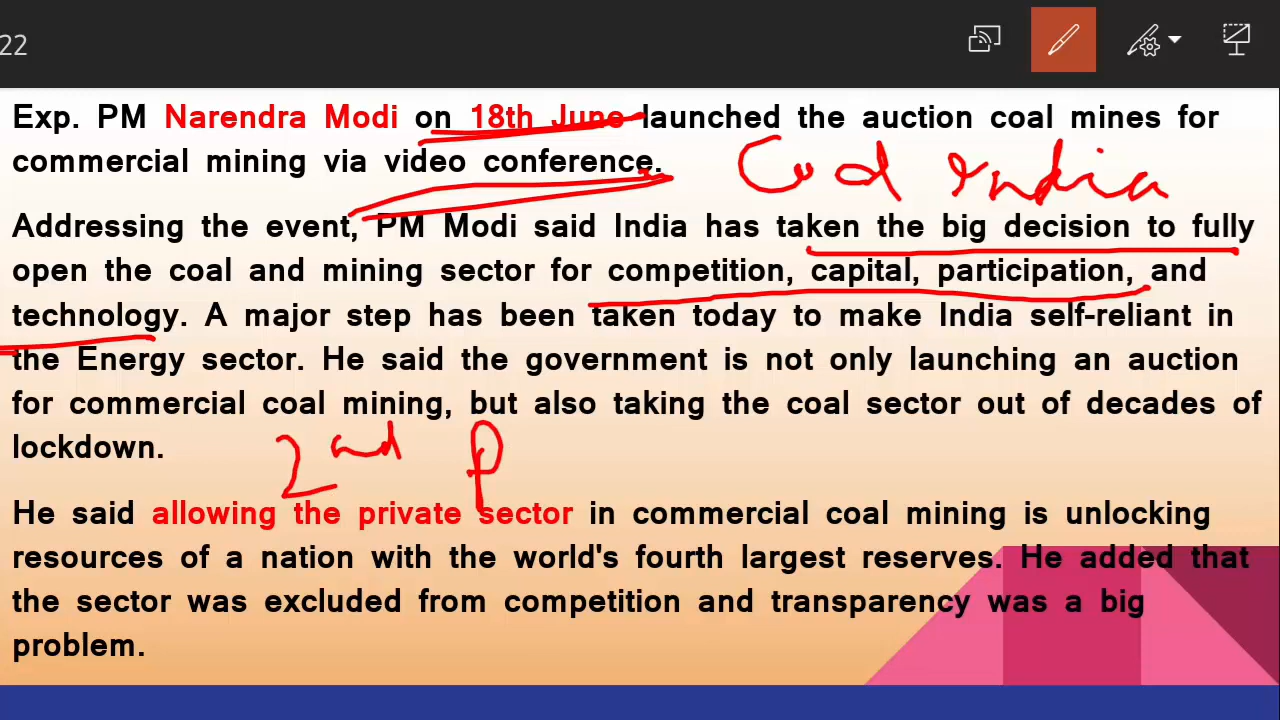 22
Exp. PM Narendra Modi on 18th June launched the auction coal mines for
commercial mining via video conference.
Coal India
Addressing the event, PM Modi said India has taken the big decision to fully
open the coal and mining sector for competition, capital, participation, and
technology. A major step has been taken today to make India self-reliant in
the Energy sector. He said the government is not only launching an auction
for commercial coal mining, but also taking the coal sector out of decades of
lockdown.
2nd P
He said allowing the private sector in commercial coal mining is unlocking
resources of a nation with the world's fourth largest reserves. He added that
the sector was excluded from competition and transparency was a big
problem.